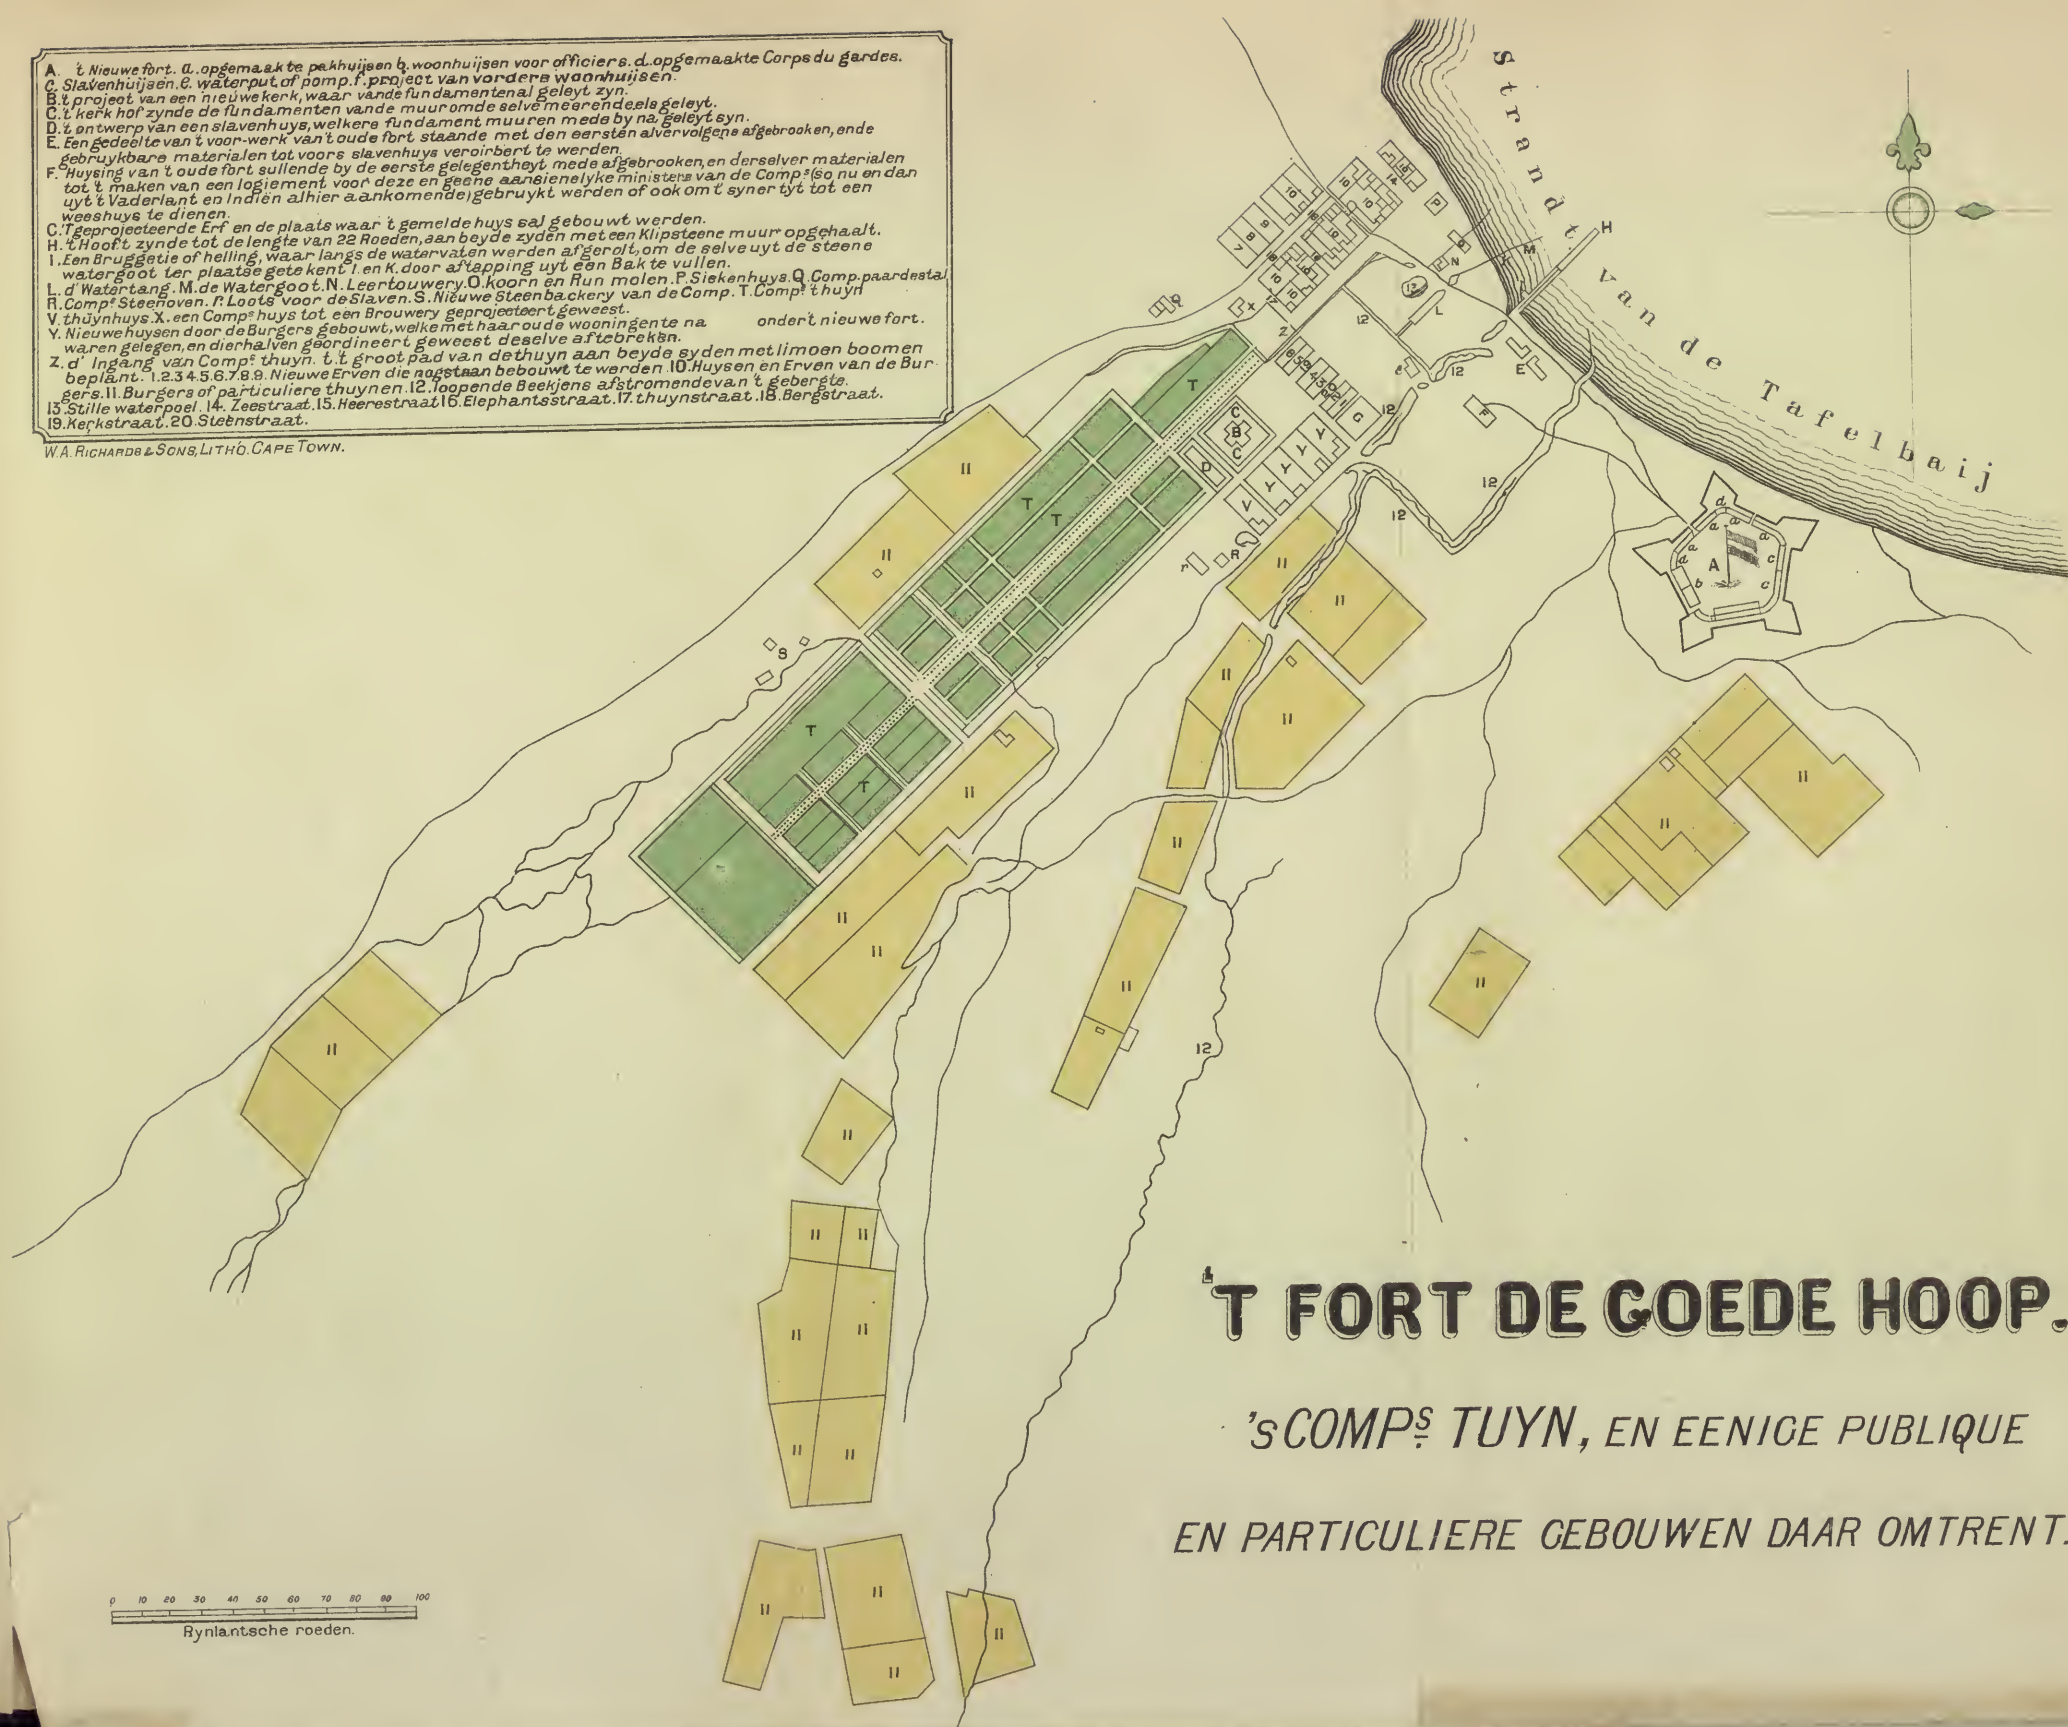 A. 't Nieuwe fort. a. opgemaakte pakhuijsen b. woonhuijsen voor officiers. d. opgemaakte Corps du gardes.
C. Slavenhuijsen. e. waterput of pomp. f. project van vordere woonhuijsen.
B. t project van een nieuwe kerk, waar van de fundamenten al geleyt zyn.
C. 't kerk hof zynde de fundamenten van de muur om de selve meerendeels geleyt.
D. 't ontwerp van een slavenhuys, welkers fundament muuren mede by na geleyt syn.
E. Een gedeelte van 't voor-werk van 't oude fort staande met den eersten al vervolgens afgebrooken, ende
gebruykbare materialen tot voors slavenhuys veroirbert te werden.
F. Huysing van 't oude fort sullende by de eerste gelegentheyt mede afgebrooken, en derselver materialen
tot 't maken van een logiement voor deze en geene aansienelyke ministers van de Comps (so nu en dan
uyt 't Vaderlant en Indiën alhier aankomende) gebruykt werden of ook om t' syner tyt tot een
weeshuys te dienen.
C. 'T geprojecteerde Erf en de plaats waar 't gemelde huys sal gebouwt werden.
H. 't Hooft zynde tot de lengte van 22 Roeden, aan beyde zyden met een Klipsteene muur opgehaalt.
I. Een Bruggetie of helling, waar langs de watervaten werden afgerolt, om de selve uyt de steene
watergoot ter plaatse getekent I. en K. door aftapping uyt een Bak te vullen.
L. d' Watertang. M. de Watergoot. N. Leertouwery. O. koorn en Run molen. P. Siekenhuys. Q. Comp. paardestal
R. Comps Steenoven. r. Loots voor de Slaven. S. Nieuwe Steenbackery van de Comp. T. Comps thuyn
V. thuynhuys. X. een Comps huys tot een Brouwery geprojecteert geweest.
Y. Nieuwe huysen door de Burgers gebouwt, welke met haar oude wooningen te na ondert nieuwe fort.
waren gelegen, en dierhalven geordineert geweest deselve aftebreken.
Z. d' Ingang van Comps thuyn. t. 't groot pad van de thuyn aan beyde syden met limoen boomen
beplant. 1. 2. 3 4. 5. 6. 7. 8. 9. Nieuwe Erven die nog staan bebouwt te werden. 10. Huysen en Erven van de Bur-
gers. 11. Burgers of particuliere thuynen. 12. loopende Beekjens afstromende van 't gebergte.
13. Stille waterpoel. 14. Zeestraat. 15. Heerestraat 16. Elephantsstraat. 17. thuynstraat. 18. Bergstraat.
19. Kerkstraat. 20. Steenstraat.
W. A. RICHARDS & SONS, LITHO. CAPE TOWN.
Strandt van de Tafelbaij
'T FORT DE GOEDE HOOP.
'S COMPS TUYN, EN EENIGE PUBLIQUE
EN PARTICULIERE GEBOUWEN DAAR OMTRENT.
0 10 20 30 40 50 60 70 80 90 100
Rynlantsche roeden.